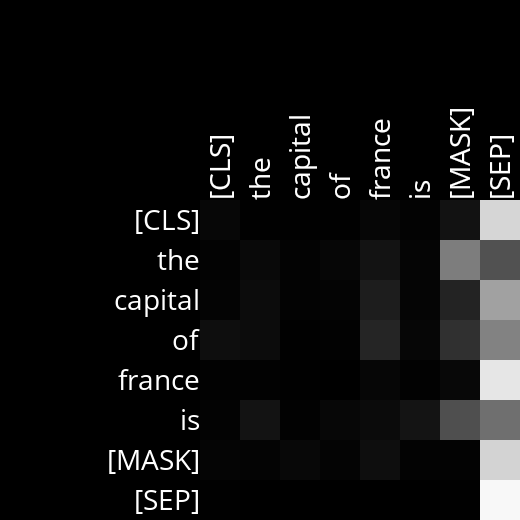 [CLS]
the
capital
of
france
is
[MASK]
[SEP]
[CLS]
the
capital
of
france
is
[MASK]
[SEP]